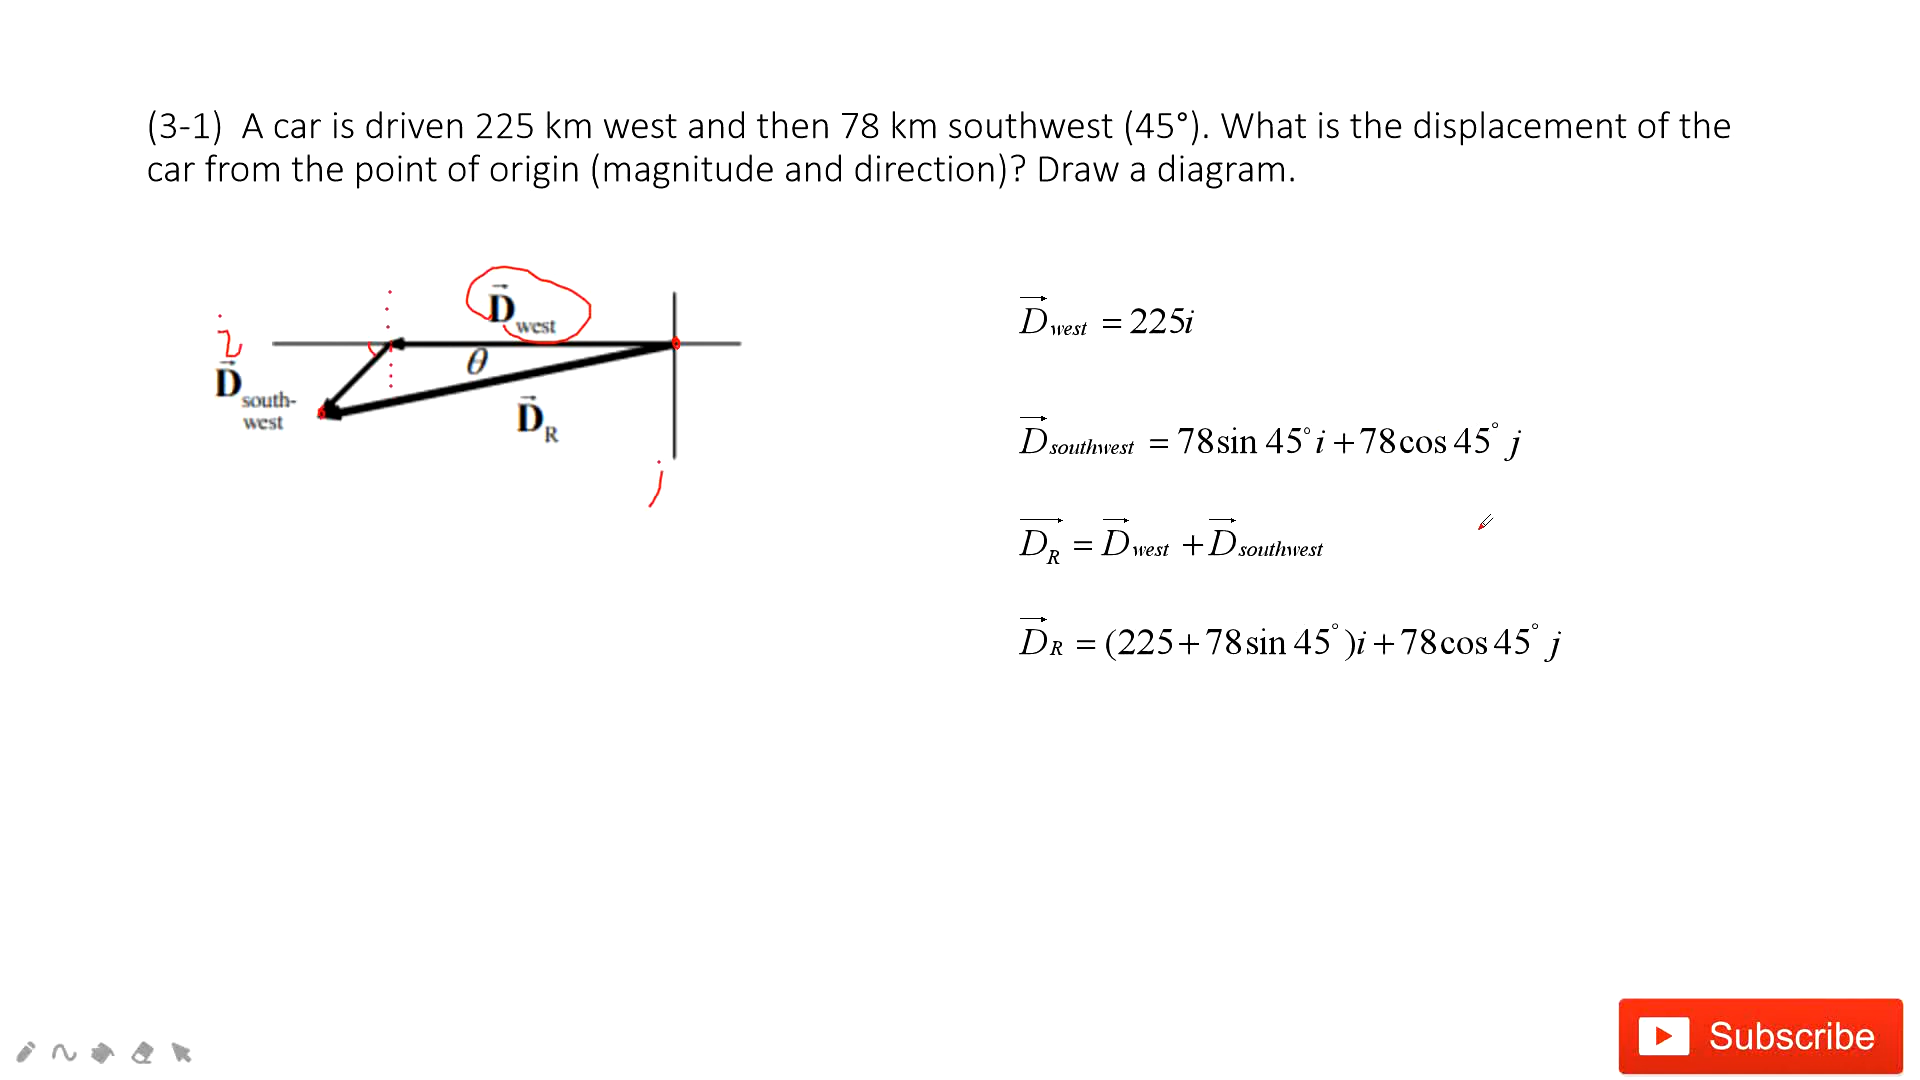 (3-1) A car is driven 225 km west and then 78 km southwest (45°). What is the displacement of the
car from the point of origin (magnitude and direction)? Draw a diagram.
D⃗ west
i
θ
D⃗ south-
west
D⃗ R
j
D⃗ west = 225i
D⃗ southwest = 78sin 45° i + 78cos 45° j
D⃗ R = D⃗ west + D⃗ southwest
D⃗ R = (225+78sin 45°)i + 78cos 45° j
Subscribe